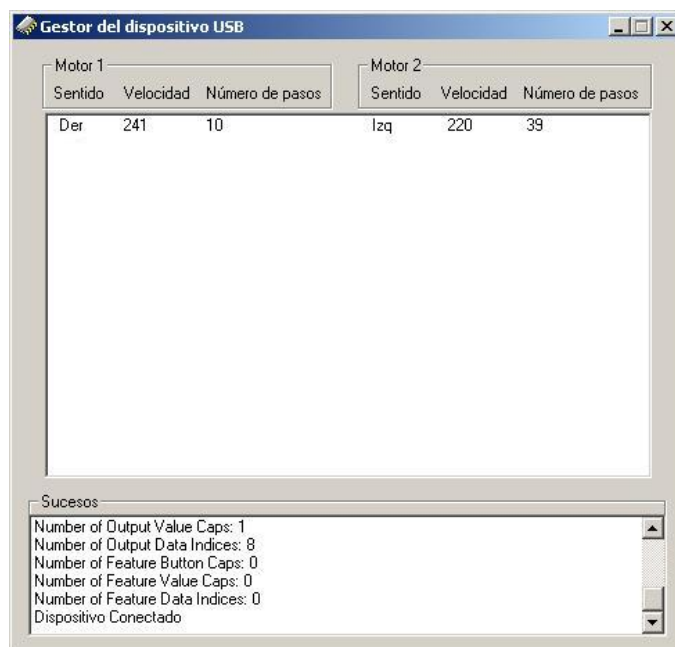 Gestor del dispositivo USB
Motor 1 Motor 2
Sentido Velocidad Número de pasos Sentido Velocidad Número de pasos
Der 241 10 Izq 220 39
Sucesos
Number of Output Value Caps: 1
Number of Output Data Indices: 8
Number of Feature Button Caps: 0
Number of Feature Value Caps: 0
Number of Feature Data Indices: 0
Dispositivo Conectado